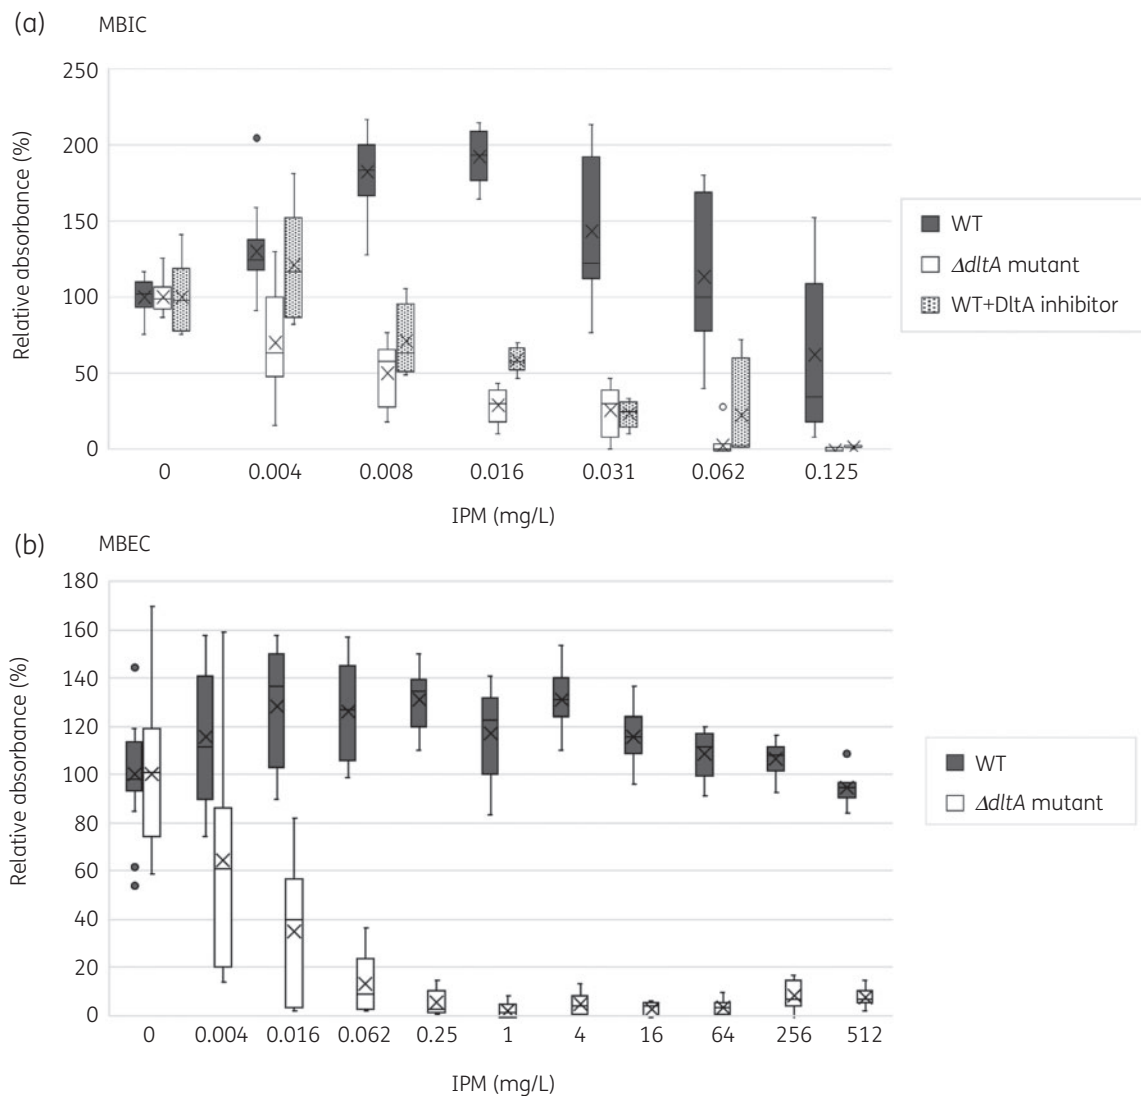 (a) MBIC
250
200
150
100
50
0
Relative absorbance (%)
0 0.004 0.008 0.016 0.031 0.062 0.125
IPM (mg/L)
WT
ΔdltA mutant
WT+DltA inhibitor
(b) MBEC
180
160
140
120
100
80
60
40
20
0
Relative absorbance (%)
0 0.004 0.016 0.062 0.25 1 4 16 64 256 512
IPM (mg/L)
WT
ΔdltA mutant